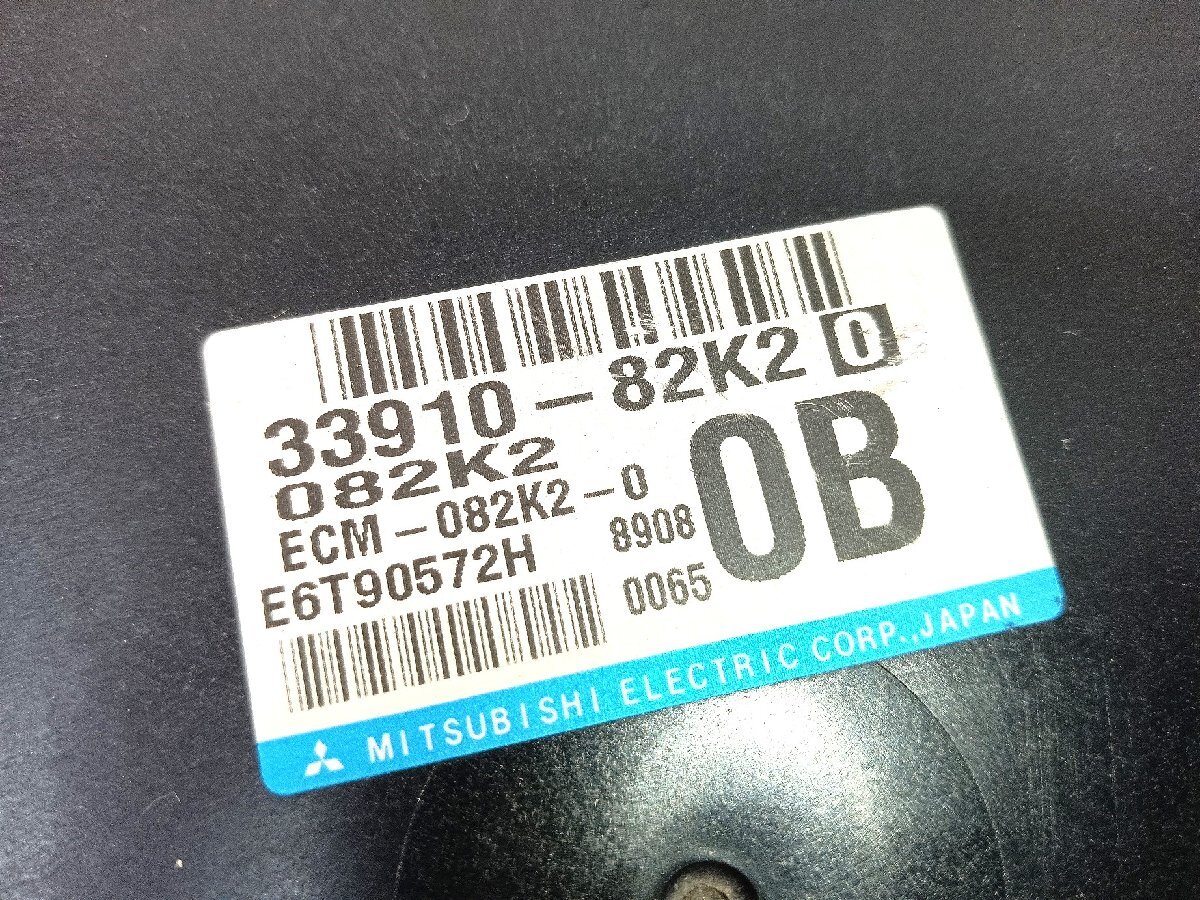 33910-82K2 0
082K2
ECM-082K2-0
E6T90572H
8908
0065
0B
MITSUBISHI ELECTRIC CORP.,JAPAN